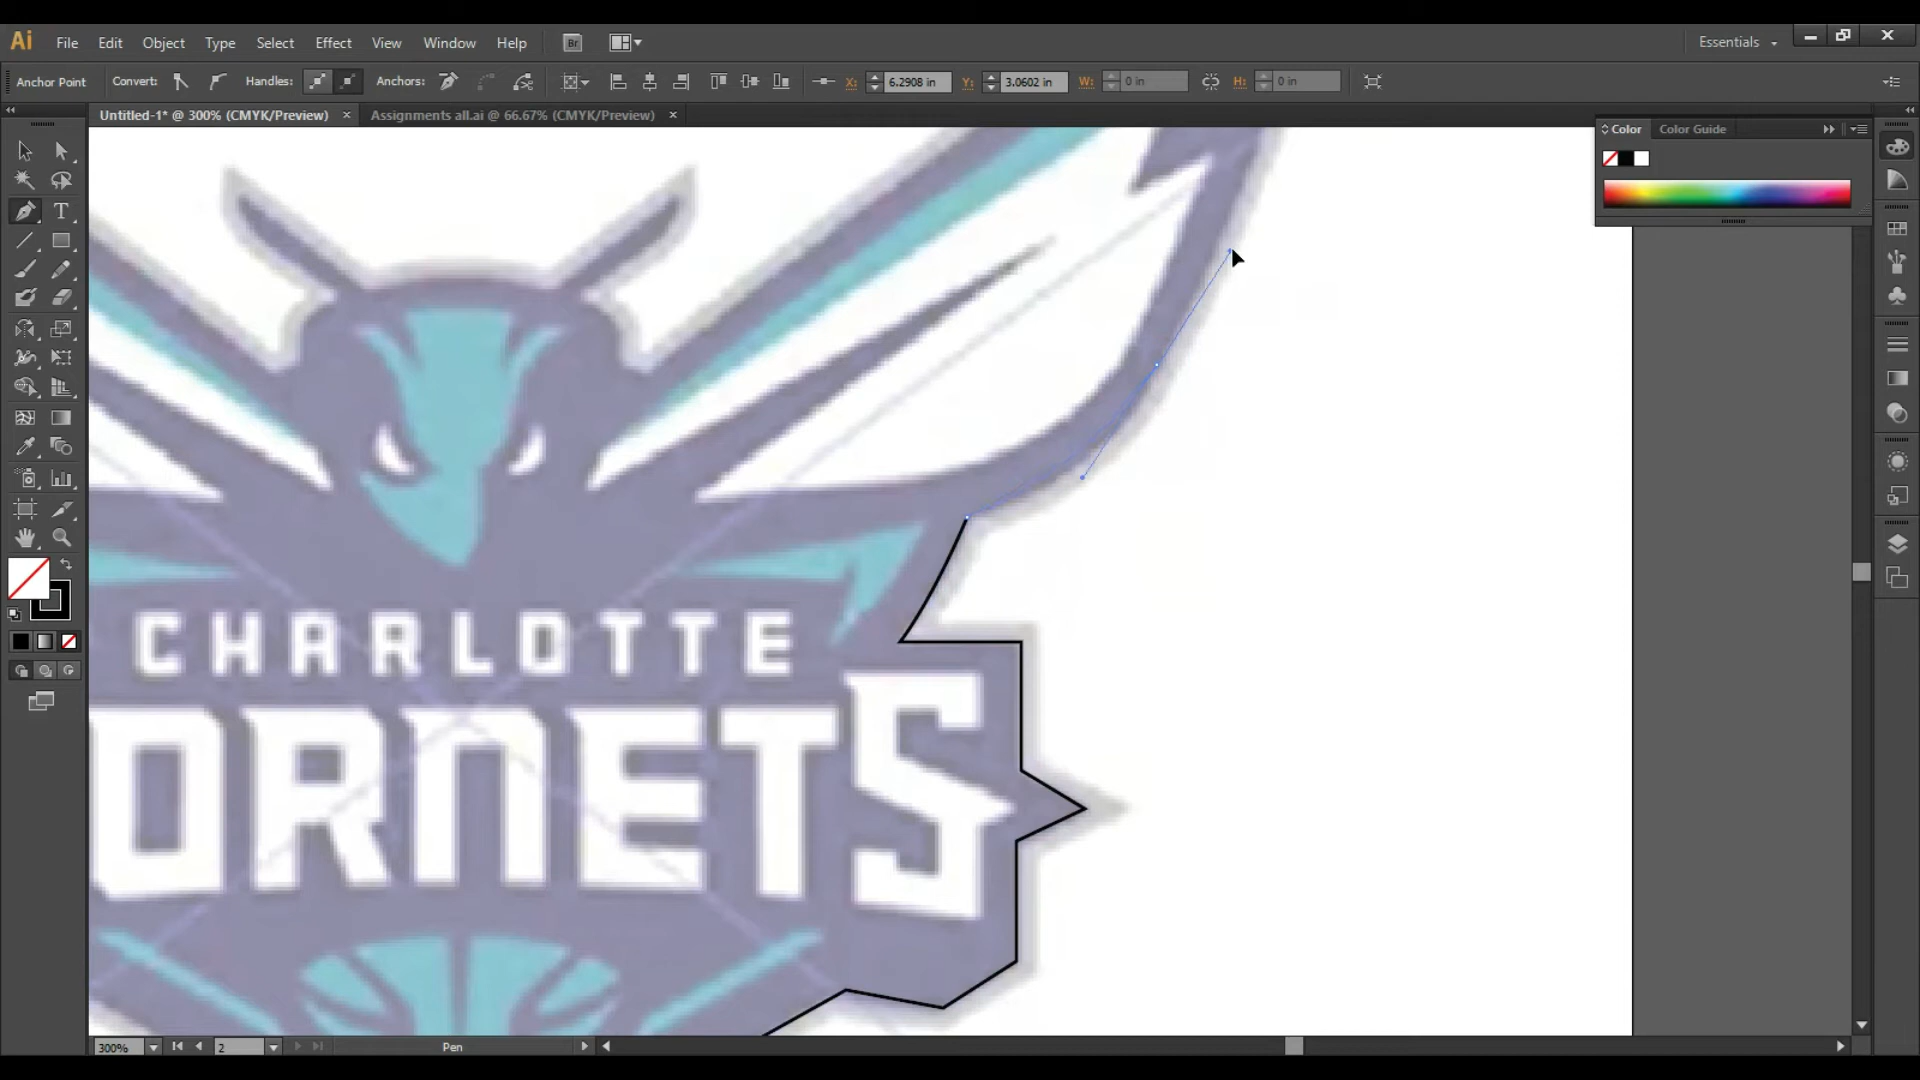 Ai File Edit Object Type Select Effect View Window Help Br Essentials
Anchor Point Convert: Handles: Anchors: X: 6.2908 in Y: 3.0602 in W: 0 in H: 0 in
Untitled-1* @ 300% (CMYK/Preview) × Assignments all.ai @ 66.67% (CMYK/Preview) ×
Color Color Guide
CHARLOTTE
ORNETS
300% 2 Pen